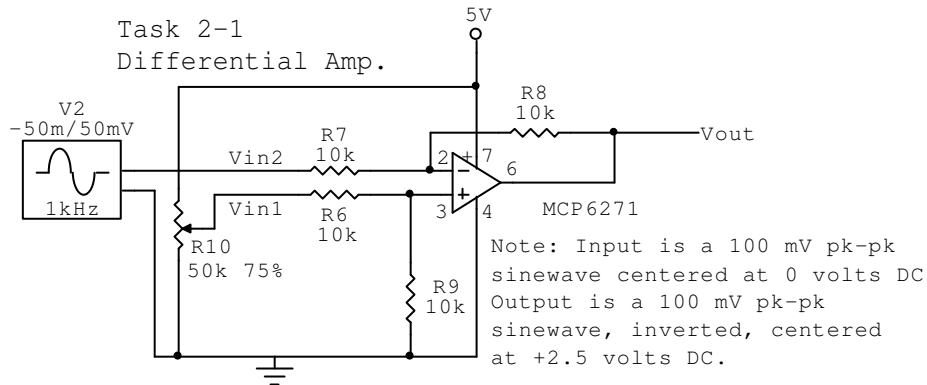 5V
Task 2-1
Differential Amp.
R8
10k
V2
-50m/50mV
R7
10k
Vout
Vin2
2
+
7
-
6
1kHz
Vin1
+
3
4
MCP6271
R6
10k
R10
50k 75%
R9
10k
Note: Input is a 100 mV pk-pk
sinewave centered at 0 volts DC
Output is a 100 mV pk-pk
sinewave, inverted, centered
at +2.5 volts DC.